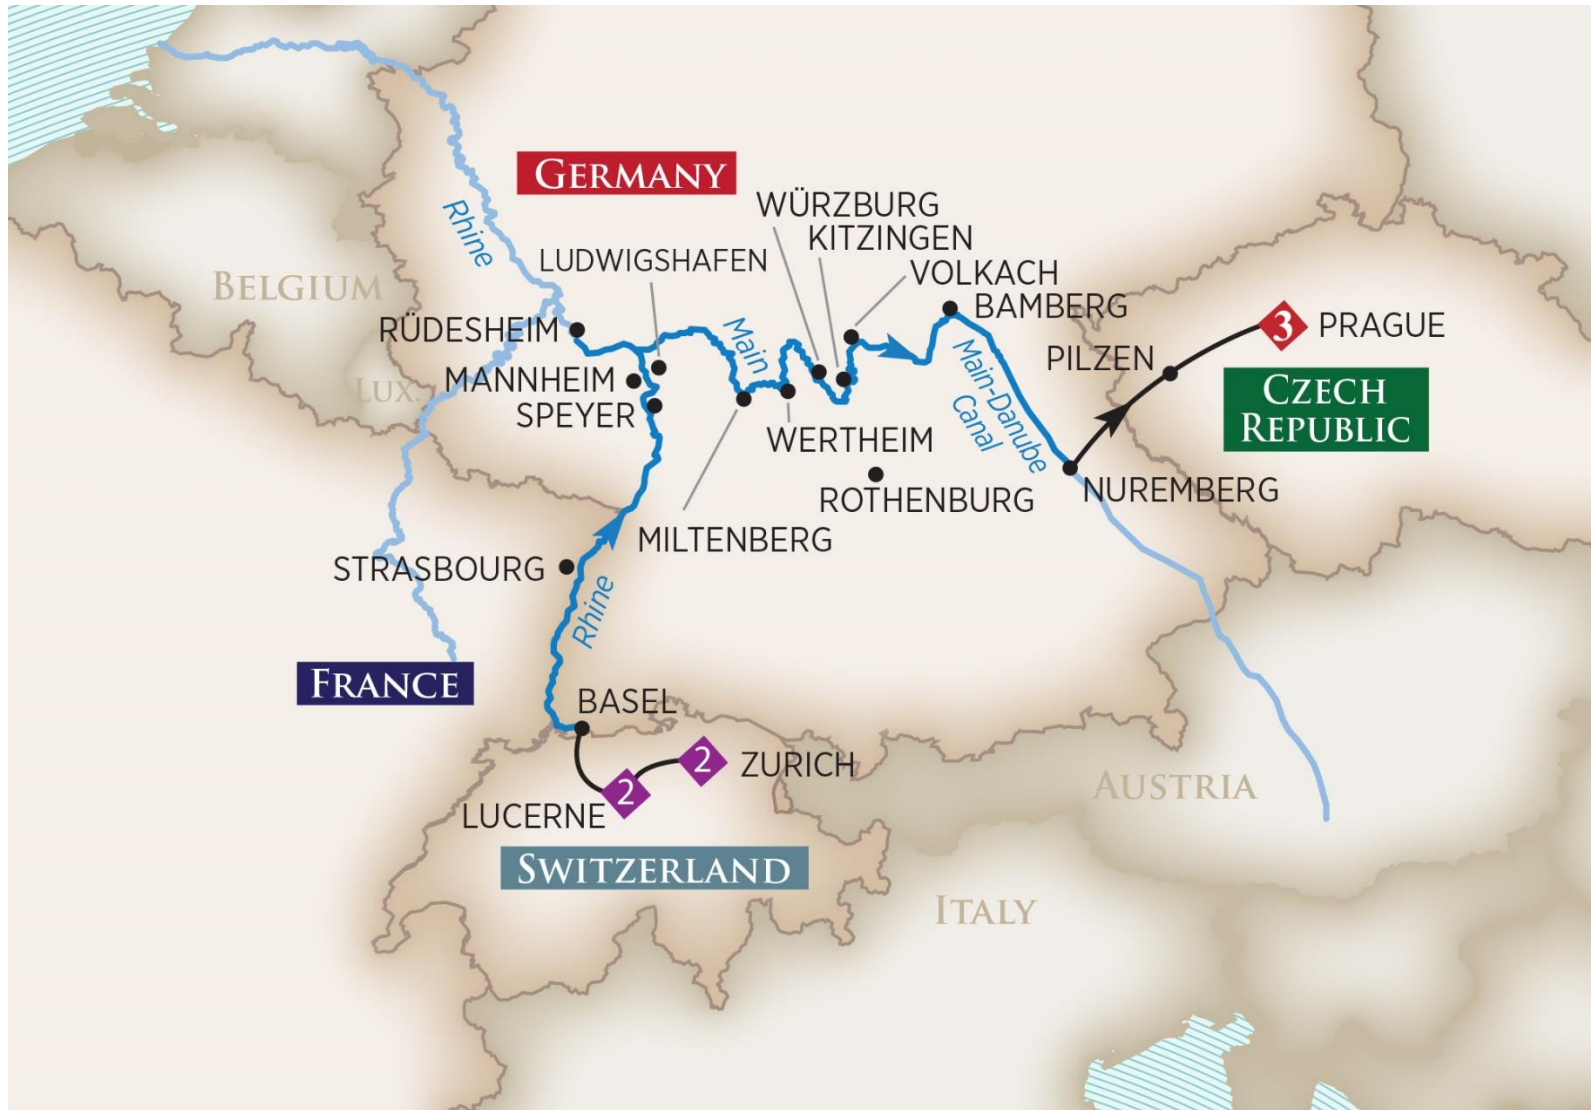 GERMANY
WÜRZBURG
KITZINGEN
Rhine
LUDWIGSHAFEN
VOLKACH
BELGIUM
BAMBERG
RÜDESHEIM
Main
3
PRAGUE
PILZEN
LUX.
MANNHEIM
SPEYER
Main-Danube
Canal
CZECH
REPUBLIC
WERTHEIM
ROTHENBURG
NUREMBERG
MILTENBERG
STRASBOURG
Rhine
FRANCE
BASEL
2
ZURICH
2
LUCERNE
AUSTRIA
SWITZERLAND
ITALY